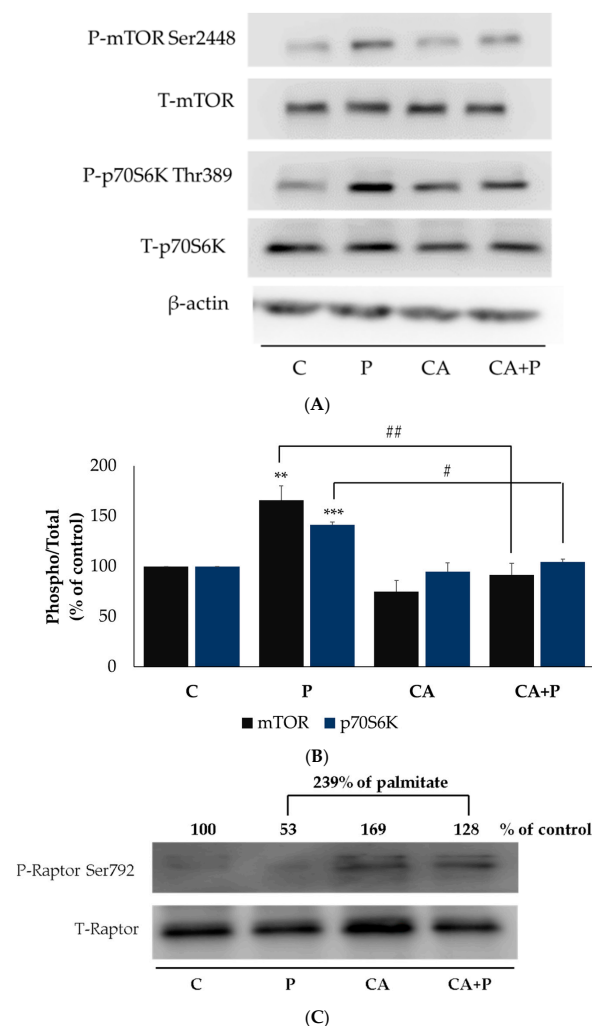 P-mTOR Ser2448
T-mTOR
P-p70S6K Thr389
T-p70S6K
β-actin
C P CA CA+P
(A)
##
#
200
150
100
50
0
Phospho/Total
(% of control)
**
***
C P CA CA+P
mTOR p70S6K
(B)
239% of palmitate
100 53 169 128 % of control
P-Raptor Ser792
T-Raptor
C P CA CA+P
(C)